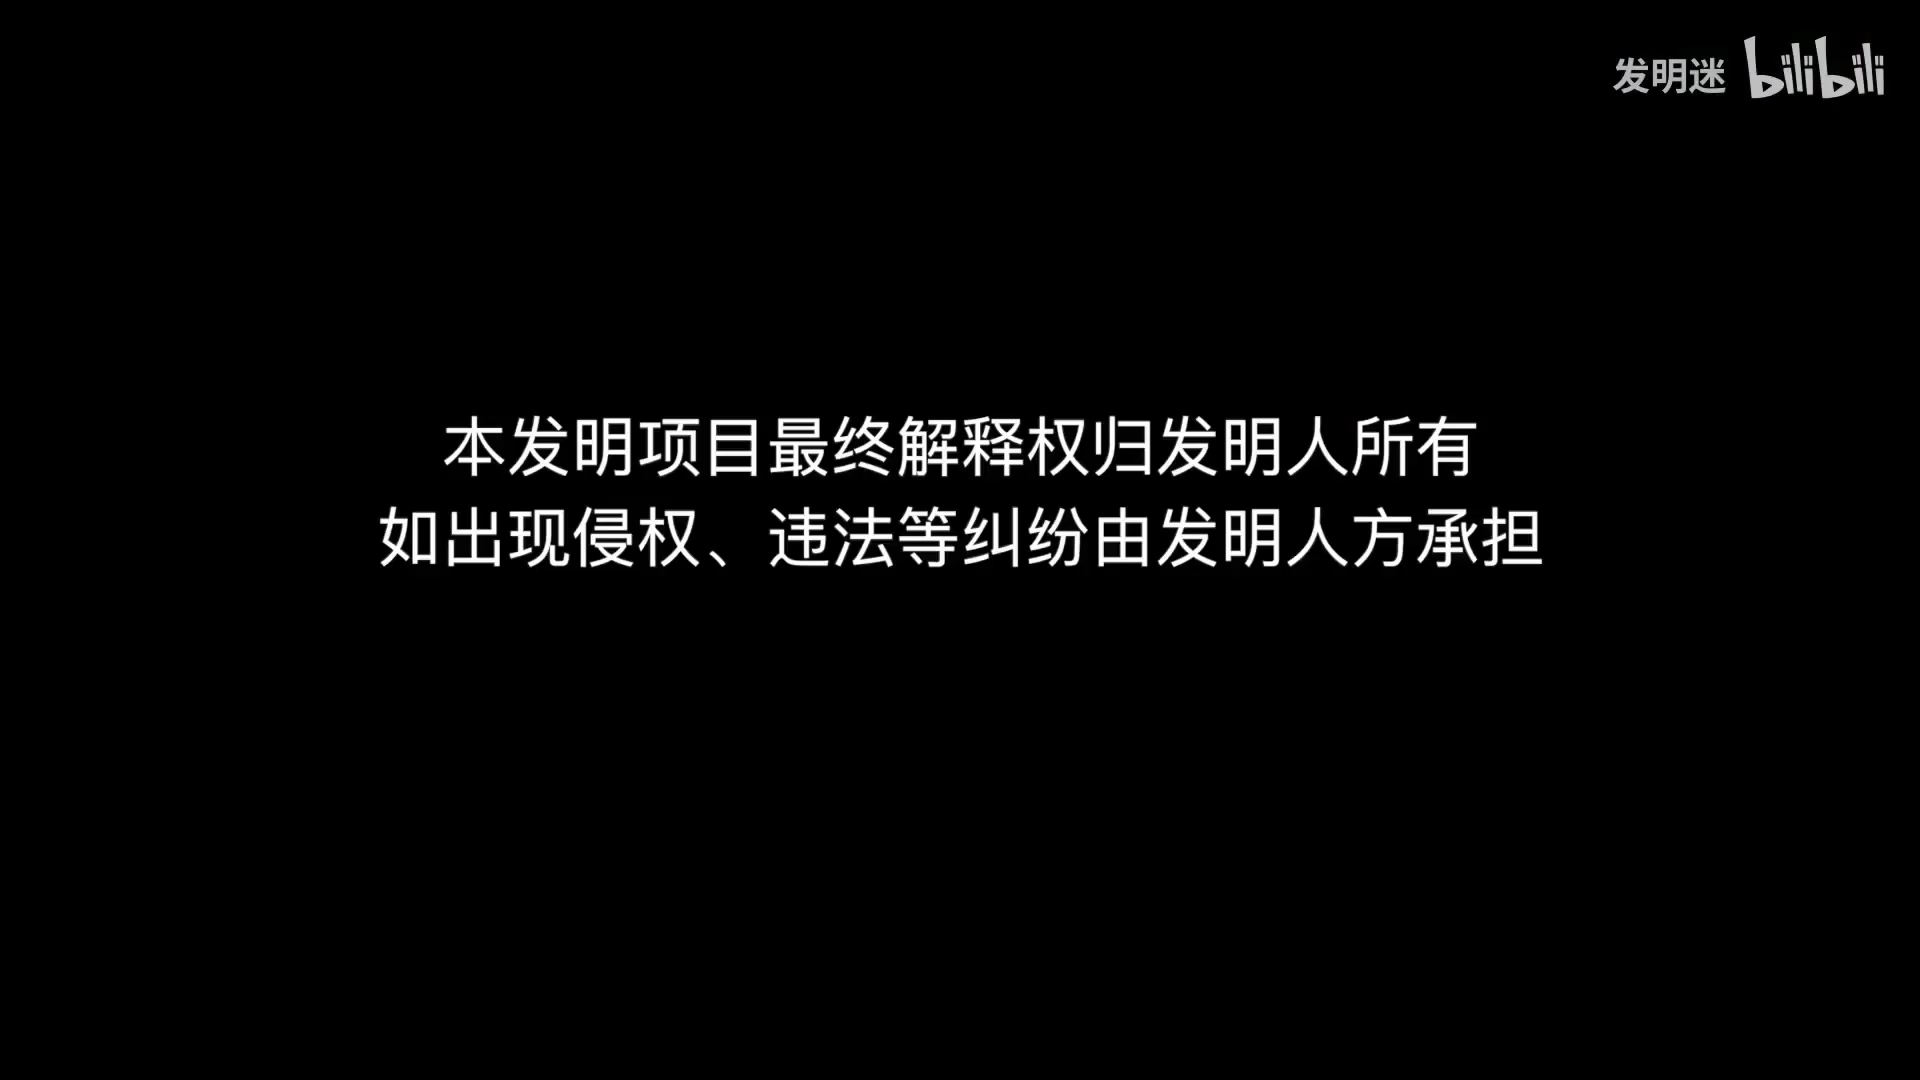 发明迷 bilibili
本发明项目最终解释权归发明人所有
如出现侵权、违法等纠纷由发明人方承担